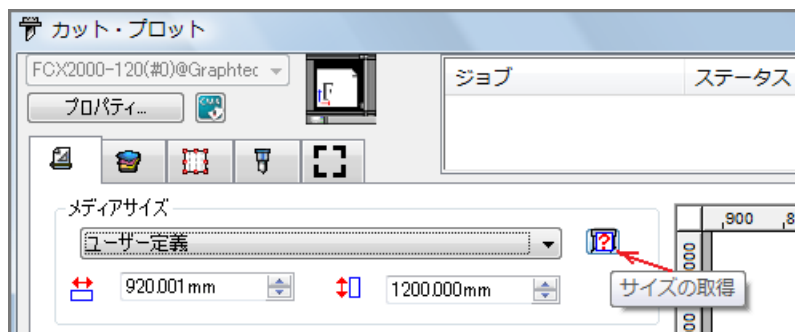 カット・プロット
FCX2000-120(#0)@Graphtec
ジョブ
ステータス
プロパティ...
メディアサイズ
ユーザー定義
920.001 mm
1200.000mm
サイズの取得
900